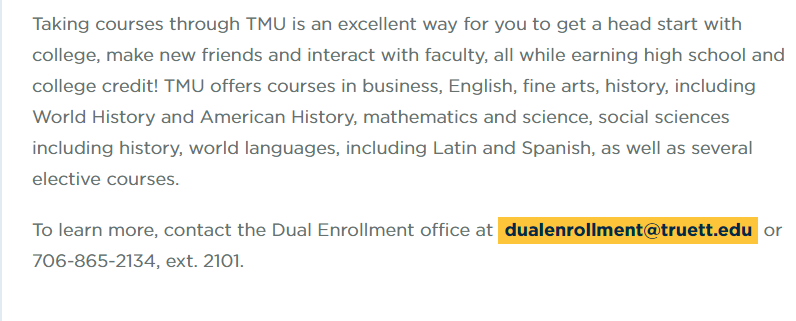 Taking courses through TMU is an excellent way for you to get a head start with
college, make new friends and interact with faculty, all while earning high school and
college credit! TMU offers courses in business, English, fine arts, history, including
World History and American History, mathematics and science, social sciences
including history, world languages, including Latin and Spanish, as well as several
elective courses.
To learn more, contact the Dual Enrollment office at dualenrollment@truett.edu or
706-865-2134, ext. 2101.